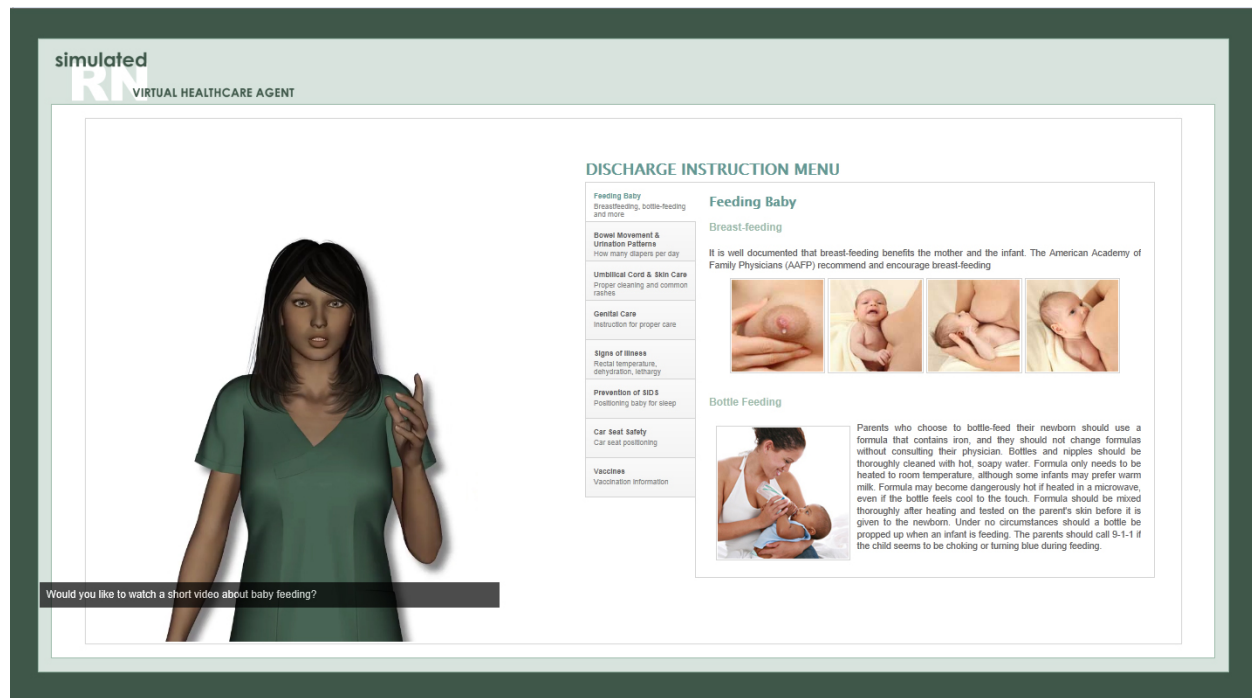 simulated
RN
VIRTUAL HEALTHCARE AGENT
DISCHARGE INSTRUCTION MENU
Feeding Baby
Breastfeeding, bottle-feeding
and more
Bowel Movement &
Urination Patterns
How many diapers per day
Umbilical Cord & Skin Care
Proper cleaning and common
rashes
Genital Care
Instruction for proper care
Signs of Illness
Rectal temperature,
dehydration, lethargy
Prevention of SIDS
Positioning baby for sleep
Car Seat Safety
Car seat positioning
Vaccines
Vaccination Information
Feeding Baby
Breast-feeding
It is well documented that breast-feeding benefits the mother and the infant. The American Academy of
Family Physicians (AAFP) recommend and encourage breast-feeding
Bottle Feeding
Parents who choose to bottle-feed their newborn should use a
formula that contains iron, and they should not change formulas
without consulting their physician. Bottles and nipples should be
thoroughly cleaned with hot, soapy water. Formula only needs to be
heated to room temperature, although some infants may prefer warm
milk. Formula may become dangerously hot if heated in a microwave,
even if the bottle feels cool to the touch. Formula should be mixed
thoroughly after heating and tested on the parent's skin before it is
given to the newborn. Under no circumstances should a bottle be
propped up when an infant is feeding. The parents should call 9-1-1 if
the child seems to be choking or turning blue during feeding.
Would you like to watch a short video about baby feeding?